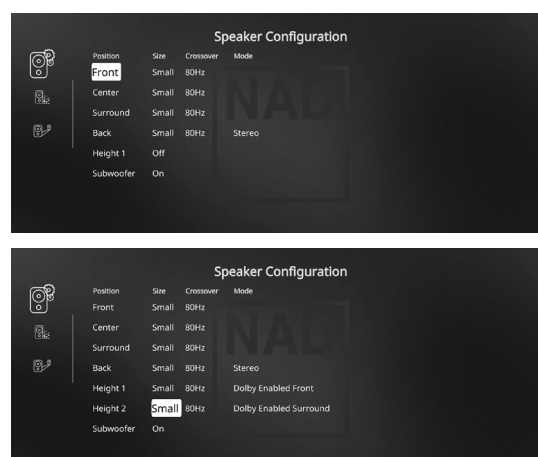 Speaker Configuration
Position Size Crossover Mode
Front Small 80Hz
Center Small 80Hz
Surround Small 80Hz
Back Small 80Hz Stereo
Height 1 Off
Subwoofer On
NAD
Speaker Configuration
Position Size Crossover Mode
Front Small 80Hz
Center Small 80Hz
Surround Small 80Hz
Back Small 80Hz Stereo
Height 1 Small 80Hz Dolby Enabled Front
Height 2 Small 80Hz Dolby Enabled Surround
Subwoofer On
NAD